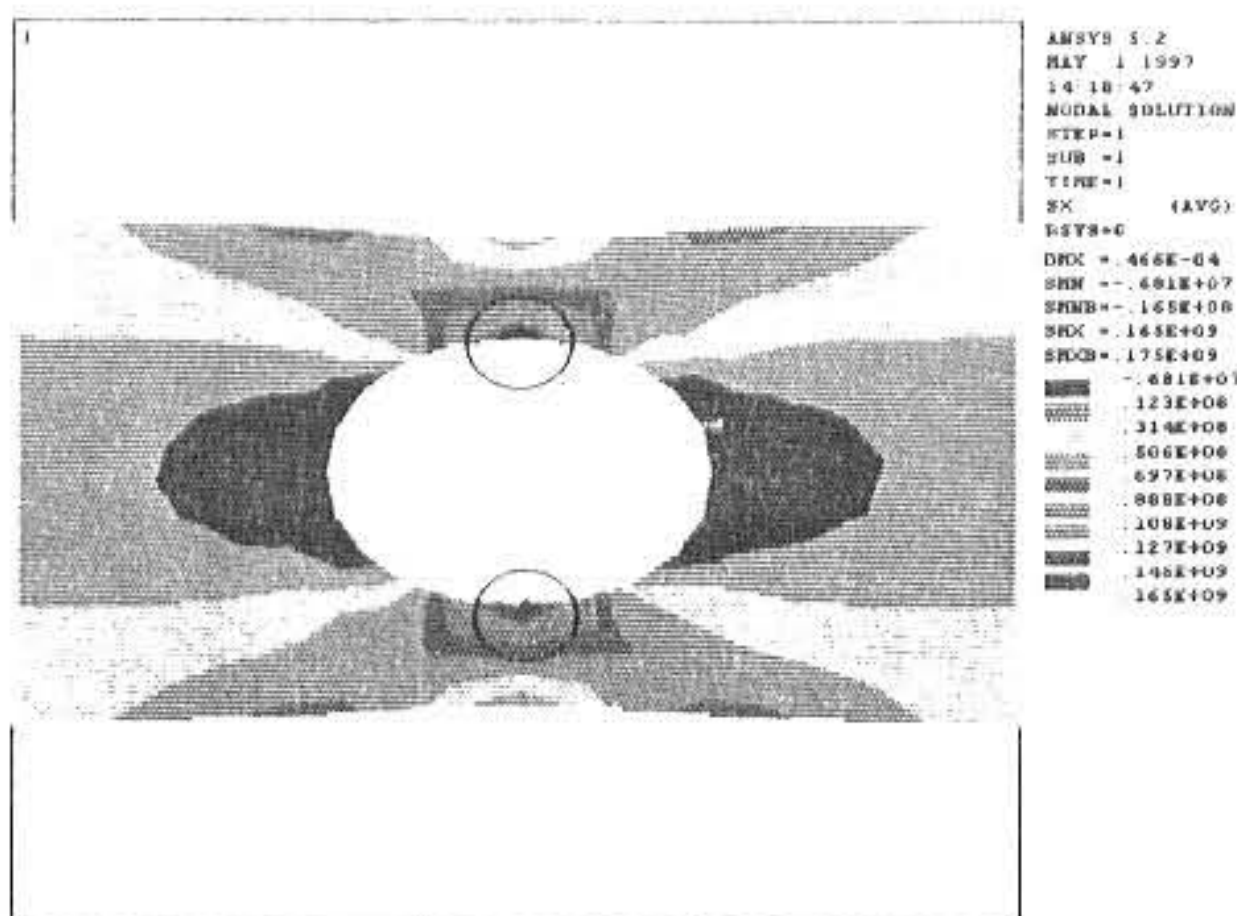 1
ANSYS 5.2
MAY 1 1997
14:18:47
NODAL SOLUTION
STEP=1
SUB =1
TIME=1
SX (AVG)
RSYS=0
DMX =.466E-04
SMN =-.681E+07
SMNB=-.165E+08
SMX =.165E+09
SMXB=.175E+09
-.681E+07
.123E+08
.314E+08
.506E+08
.697E+08
.888E+08
.108E+09
.127E+09
.146E+09
.165E+09